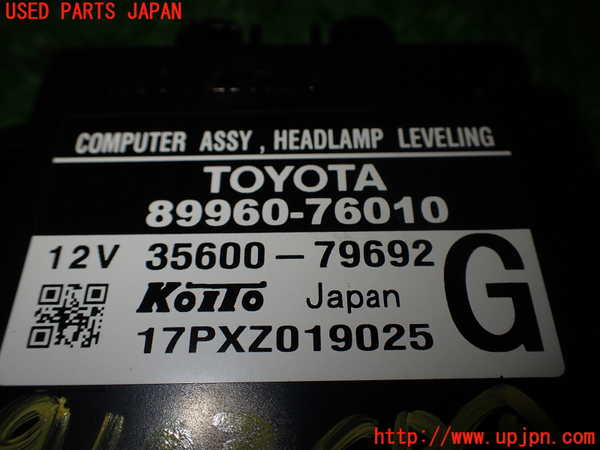 USED PARTS JAPAN
COMPUTER ASSY, HEADLAMP LEVELING
TOYOTA
89960-76010
12V 35600-79692 G
KOITO Japan
17PXZ019025
http://www.upjpn.com/